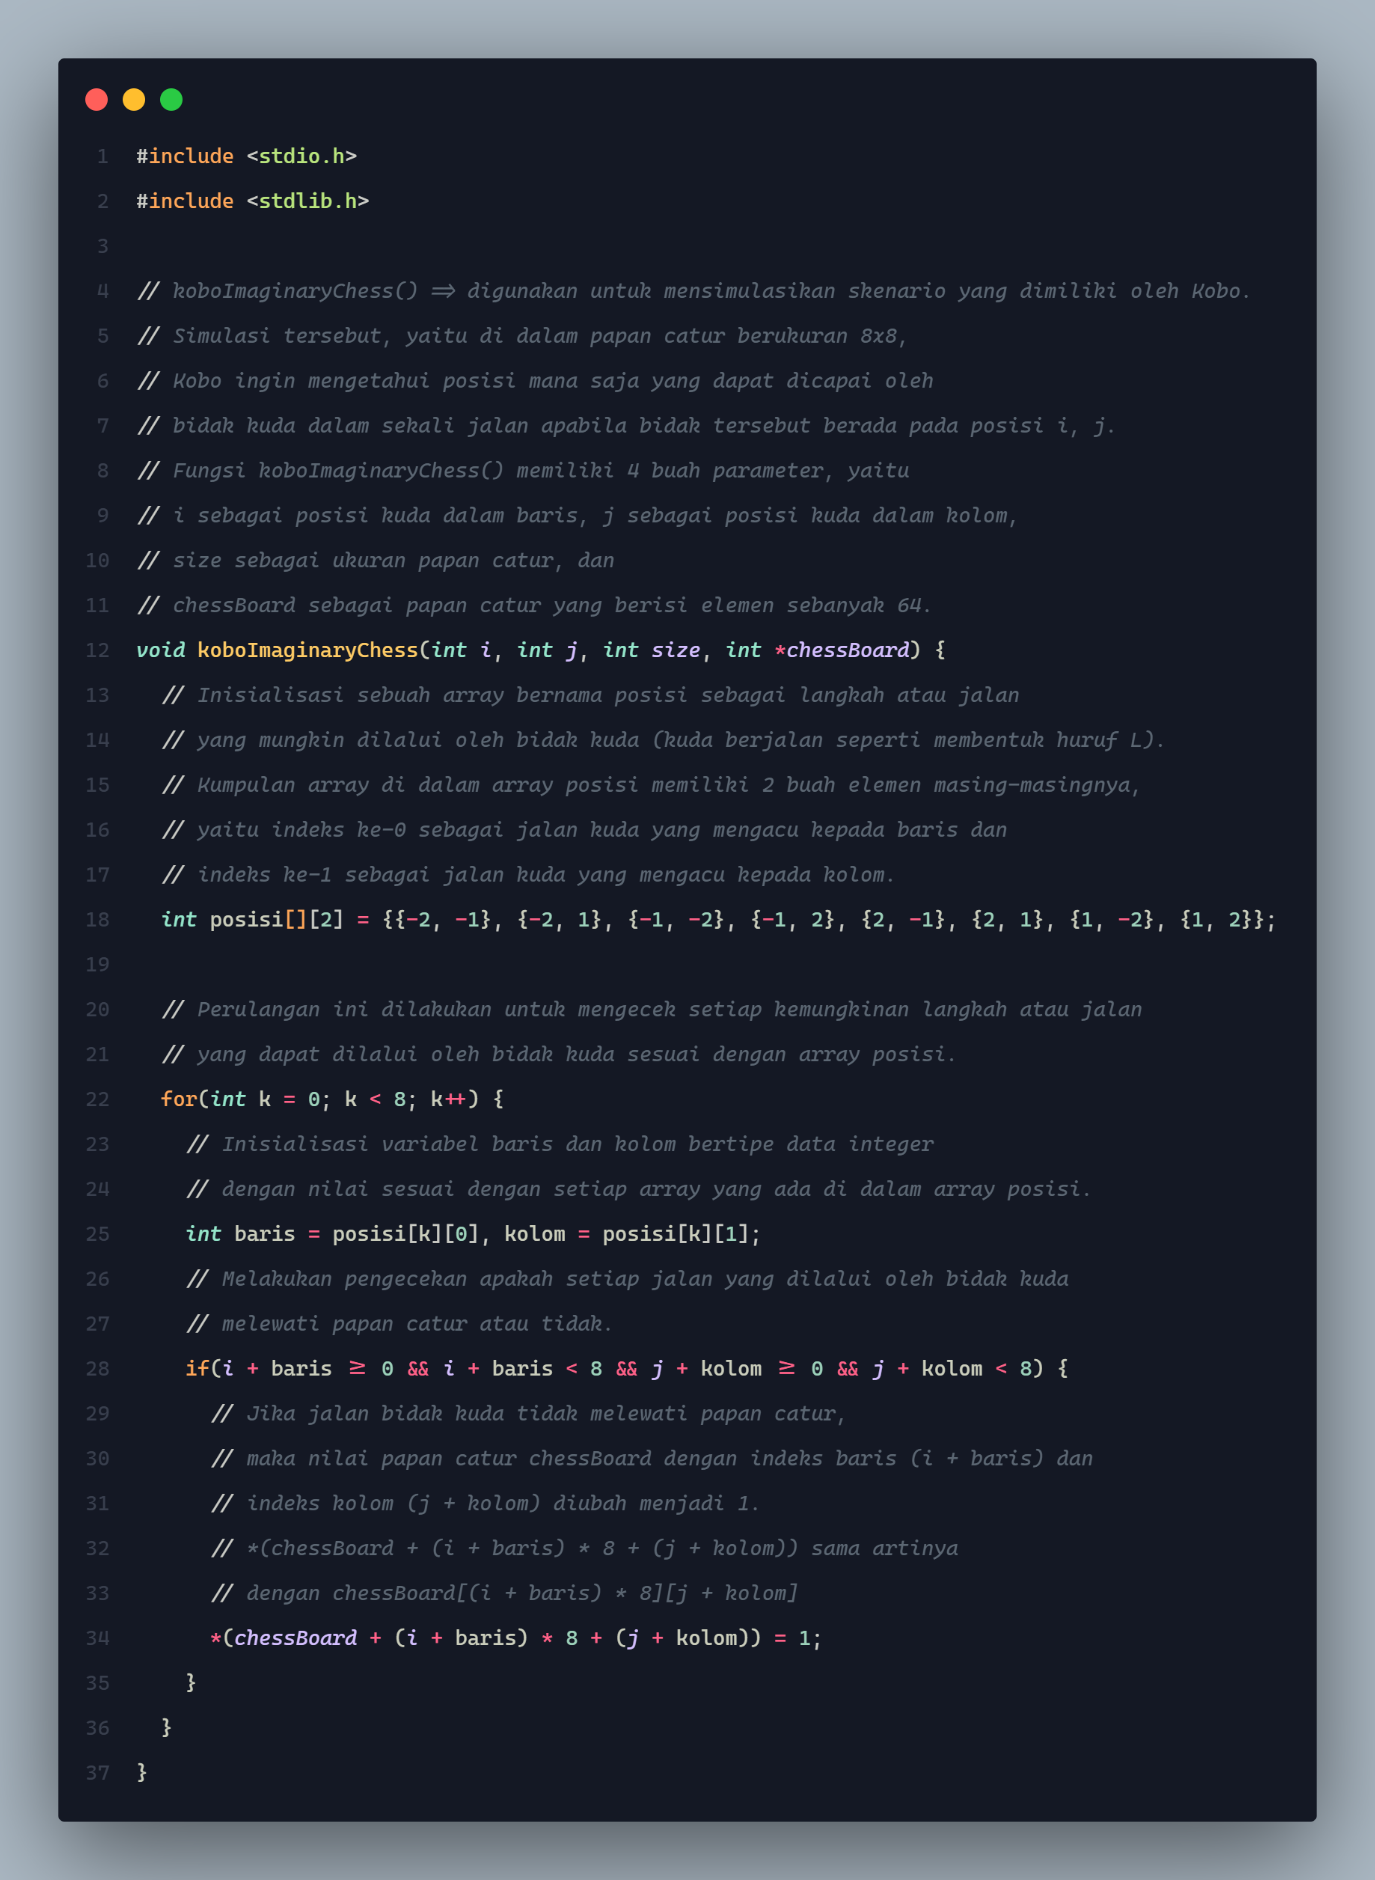 1 #include <stdio.h>
2 #include <stdlib.h>
3
4 // koboImaginaryChess() => digunakan untuk mensimulasikan skenario yang dimiliki oleh Kobo.
5 // Simulasi tersebut, yaitu di dalam papan catur berukuran 8x8,
6 // Kobo ingin mengetahui posisi mana saja yang dapat dicapai oleh
7 // bidak kuda dalam sekali jalan apabila bidak tersebut berada pada posisi i, j.
8 // Fungsi koboImaginaryChess() memiliki 4 buah parameter, yaitu
9 // i sebagai posisi kuda dalam baris, j sebagai posisi kuda dalam kolom,
10 // size sebagai ukuran papan catur, dan
11 // chessBoard sebagai papan catur yang berisi elemen sebanyak 64.
12 void koboImaginaryChess(int i, int j, int size, int *chessBoard) {
13   // Inisialisasi sebuah array bernama posisi sebagai langkah atau jalan
14   // yang mungkin dilalui oleh bidak kuda (kuda berjalan seperti membentuk huruf L).
15   // Kumpulan array di dalam array posisi memiliki 2 buah elemen masing-masingnya,
16   // yaitu indeks ke-0 sebagai jalan kuda yang mengacu kepada baris dan
17   // indeks ke-1 sebagai jalan kuda yang mengacu kepada kolom.
18   int posisi[][2] = {{-2, -1}, {-2, 1}, {-1, -2}, {-1, 2}, {2, -1}, {2, 1}, {1, -2}, {1, 2}};
19
20   // Perulangan ini dilakukan untuk mengecek setiap kemungkinan langkah atau jalan
21   // yang dapat dilalui oleh bidak kuda sesuai dengan array posisi.
22   for(int k = 0; k < 8; k++) {
23     // Inisialisasi variabel baris dan kolom bertipe data integer
24     // dengan nilai sesuai dengan setiap array yang ada di dalam array posisi.
25     int baris = posisi[k][0], kolom = posisi[k][1];
26     // Melakukan pengecekan apakah setiap jalan yang dilalui oleh bidak kuda
27     // melewati papan catur atau tidak.
28     if(i + baris ≥ 0 && i + baris < 8 && j + kolom ≥ 0 && j + kolom < 8) {
29       // Jika jalan bidak kuda tidak melewati papan catur,
30       // maka nilai papan catur chessBoard dengan indeks baris (i + baris) dan
31       // indeks kolom (j + kolom) diubah menjadi 1.
32       // *(chessBoard + (i + baris) * 8 + (j + kolom)) sama artinya
33       // dengan chessBoard[(i + baris) * 8][j + kolom]
34       *(chessBoard + (i + baris) * 8 + (j + kolom)) = 1;
35     }
36   }
37 }